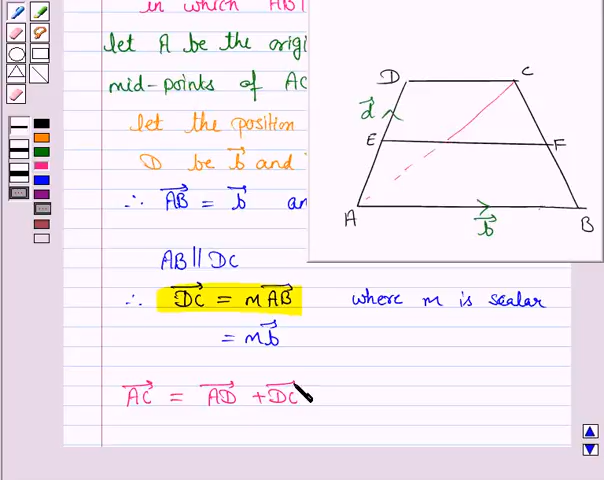 in which AB||
let A be the orig
mid-points of AC
let the position
D be b⃗ and
∴ AB⃗ = b⃗ an
AB || DC
∴ DC⃗ = m AB⃗ where m is scalar
= m b⃗
AC⃗ = AD⃗ + DC⃗
D C
d⃗
E F
A B
b⃗